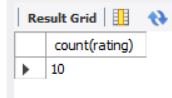 Result Grid
count(rating)
10